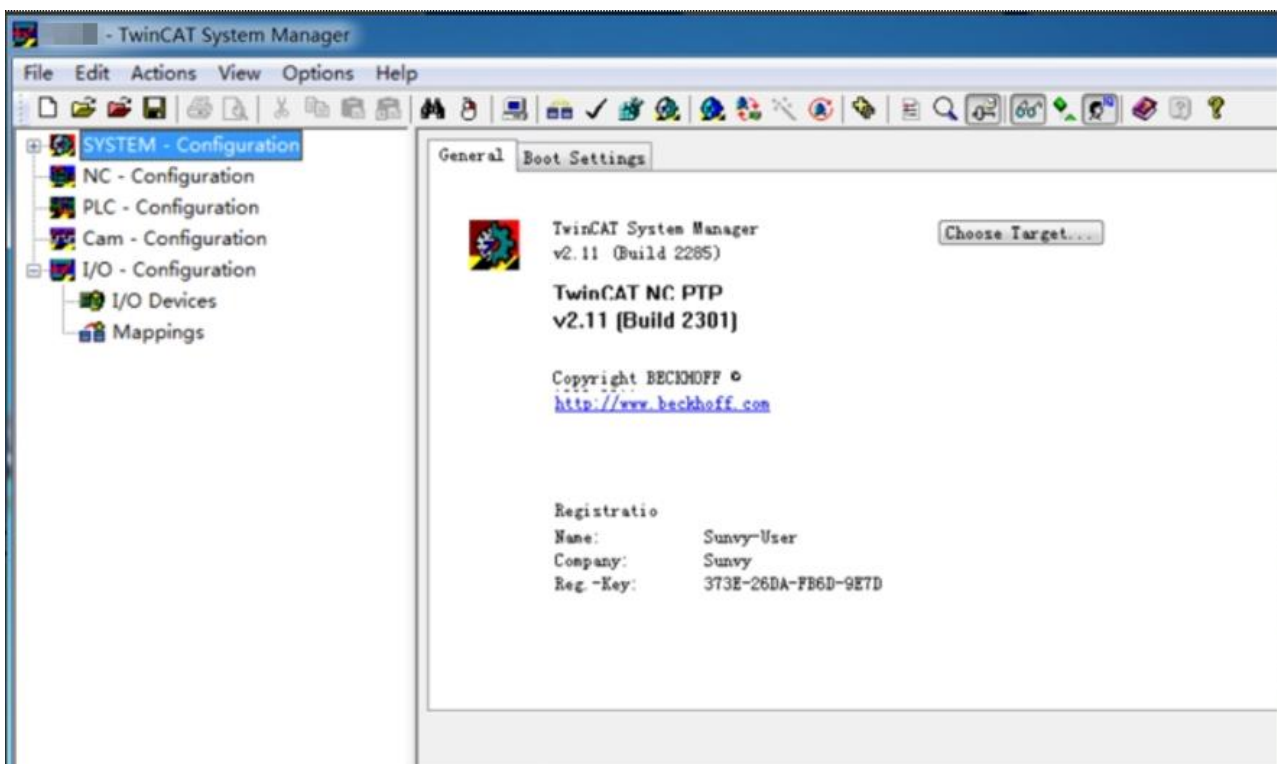 - TwinCAT System Manager
File Edit Actions View Options Help
SYSTEM - Configuration
NC - Configuration
PLC - Configuration
Cam - Configuration
I/O - Configuration
I/O Devices
Mappings
General Boot Settings
TwinCAT System Manager
v2.11 (Build 2285)
Choose Target...
TwinCAT NC PTP
v2.11 (Build 2301)
Copyright BECKHOFF ©
http://www.beckhoff.com
Registratio
Name: Sunvy-User
Company: Sunvy
Reg.-Key: 373E-26DA-FB6D-9E7D